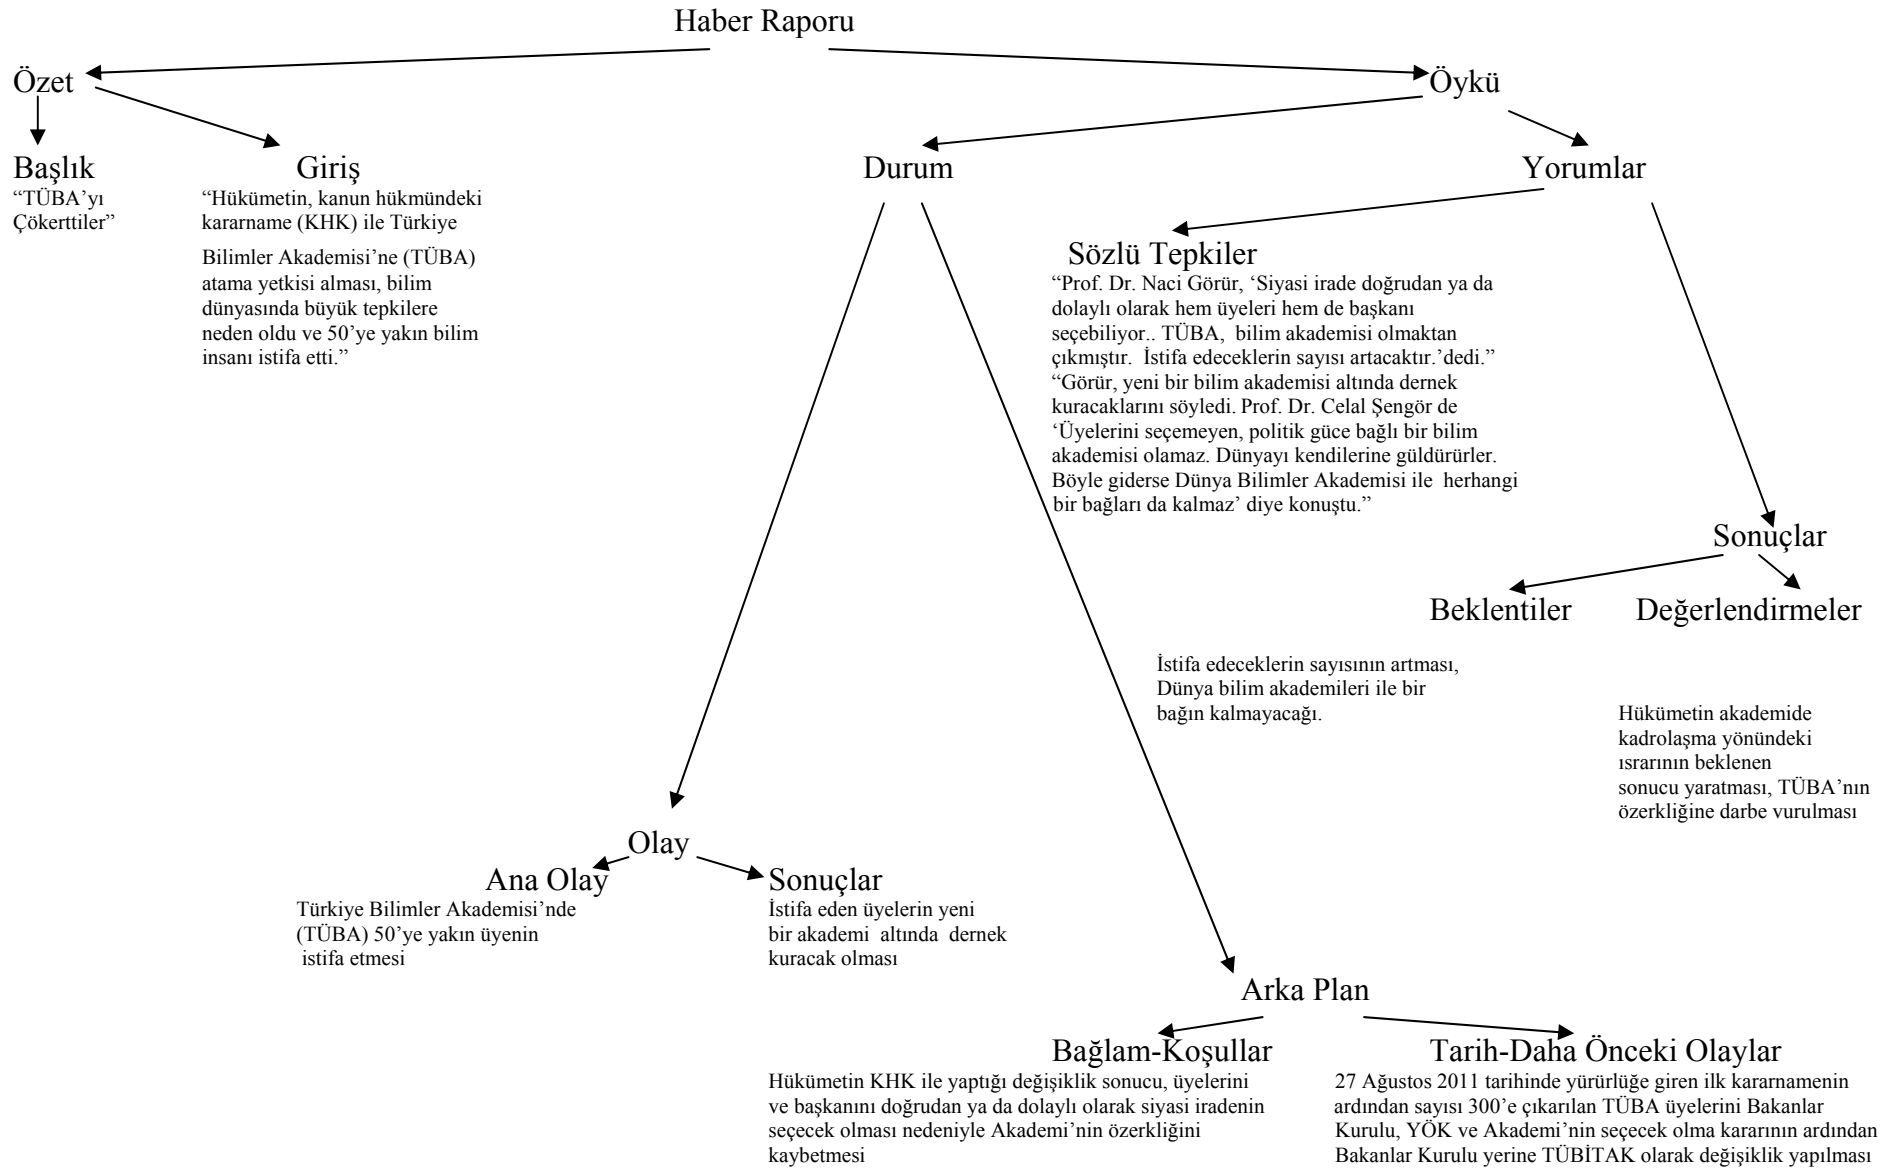 Haber Raporu
Özet
Öykü
Başlık
“TÜBA’yı
Çökerttiler”
Giriş
“Hükümetin, kanun hükmündeki
kararname (KHK) ile Türkiye
Bilimler Akademisi’ne (TÜBA)
atama yetkisi alması, bilim
dünyasında büyük tepkilere
neden oldu ve 50’ye yakın bilim
insanı istifa etti.”
Durum
Yorumlar
Sözlü Tepkiler
“Prof. Dr. Naci Görür, ‘Siyasi irade doğrudan ya da
dolaylı olarak hem üyeleri hem de başkanı
seçebiliyor.. TÜBA, bilim akademisi olmaktan
çıkmıştır. İstifa edeceklerin sayısı artacaktır.’dedi.”
“Görür, yeni bir bilim akademisi altında dernek
kuracaklarını söyledi. Prof. Dr. Celal Şengör de
‘Üyelerini seçemeyen, politik güce bağlı bir bilim
akademisi olamaz. Dünyayı kendilerine güldürürler.
Böyle giderse Dünya Bilimler Akademisi ile herhangi
bir bağları da kalmaz’ diye konuştu.”
Sonuçlar
Beklentiler
Değerlendirmeler
İstifa edeceklerin sayısının artması,
Dünya bilim akademileri ile bir
bağın kalmayacağı.
Hükümetin akademide
kadrolaşma yönündeki
ısrarının beklenen
sonucu yaratması, TÜBA’nın
özerkliğine darbe vurulması
Olay
Ana Olay
Türkiye Bilimler Akademisi’nde
(TÜBA) 50’ye yakın üyenin
istifa etmesi
Sonuçlar
İstifa eden üyelerin yeni
bir akademi altında dernek
kuracak olması
Arka Plan
Bağlam-Koşullar
Hükümetin KHK ile yaptığı değişiklik sonucu, üyelerini
ve başkanını doğrudan ya da dolaylı olarak siyasi iradenin
seçecek olması nedeniyle Akademi’nin özerkliğini
kaybetmesi
Tarih-Daha Önceki Olaylar
27 Ağustos 2011 tarihinde yürürlüğe giren ilk kararnamenin
ardından sayısı 300’e çıkarılan TÜBA üyelerini Bakanlar
Kurulu, YÖK ve Akademi’nin seçecek olma kararının ardından
Bakanlar Kurulu yerine TÜBİTAK olarak değişiklik yapılması